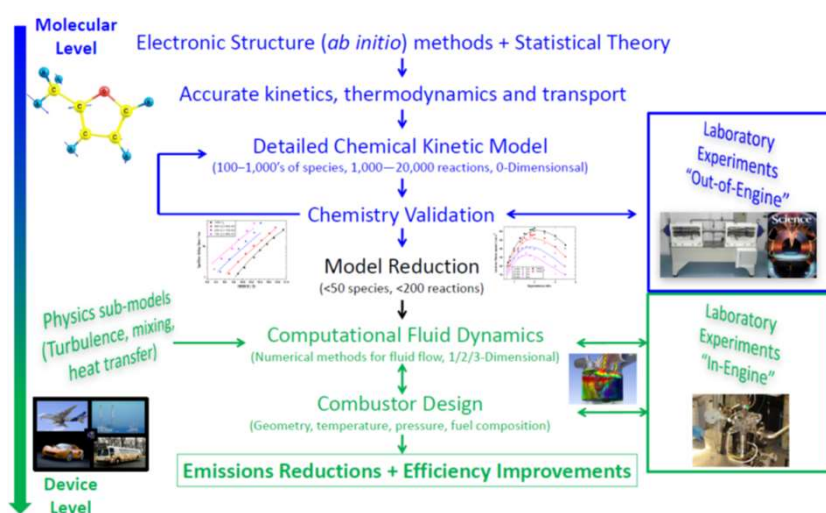 Molecular
Level
Electronic Structure (ab initio) methods + Statistical Theory
Accurate kinetics, thermodynamics and transport
Detailed Chemical Kinetic Model
(100–1,000's of species, 1,000—20,000 reactions, 0-Dimensionsal)
Chemistry Validation
Laboratory
Experiments
"Out-of-Engine"
Science
Model Reduction
(<50 species, <200 reactions)
Physics sub-models
(Turbulence, mixing,
heat transfer)
Computational Fluid Dynamics
(Numerical methods for fluid flow, 1/2/3-Dimensional)
Laboratory
Experiments
"In-Engine"
Combustor Design
(Geometry, temperature, pressure, fuel composition)
Emissions Reductions + Efficiency Improvements
Device
Level